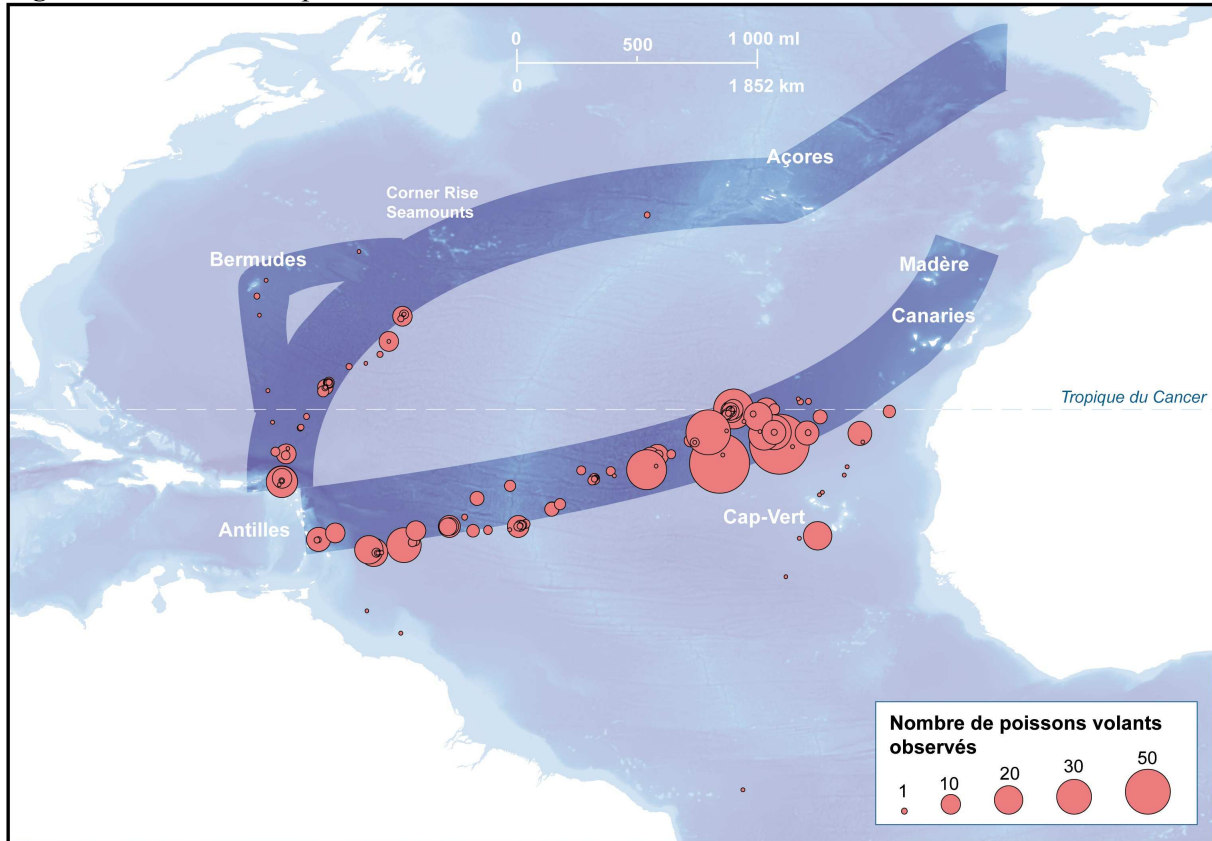 0 500 1 000 ml
0 1 852 km
Açores
Corner Rise
Seamounts
Bermudes
Madère
Canaries
Tropique du Cancer
Antilles
Cap-Vert
Nombre de poissons volants
observés
1 10 20 30 50